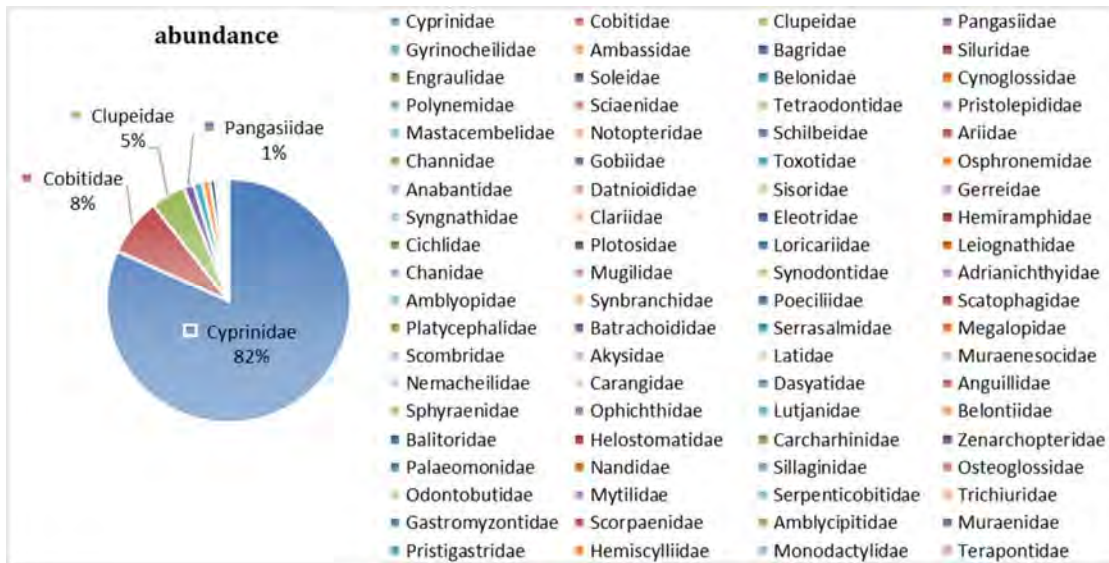 abundance
Clupeidae
5%
Pangasiidae
1%
Cobitidae
8%
Cyprinidae
82%
Cyprinidae Cobitidae Clupeidae Pangasiidae
Gyrinocheilidae Ambassidae Bagridae Siluridae
Engraulidae Soleidae Belonidae Cynoglossidae
Polynemidae Sciaenidae Tetraodontidae Pristolepididae
Mastacembelidae Notopteridae Schilbeidae Ariidae
Channidae Gobiidae Toxotidae Osphronemidae
Anabantidae Datnioididae Sisoridae Gerreidae
Syngnathidae Clariidae Eleotridae Hemiramphidae
Cichlidae Plotosidae Loricariidae Leiognathidae
Chanidae Mugilidae Synodontidae Adrianichthyidae
Amblyopidae Synbranchidae Poeciliidae Scatophagidae
Platycephalidae Batrachoididae Serrasalmidae Megalopidae
Scombridae Akysidae Latidae Muraenesocidae
Nemacheilidae Carangidae Dasyatidae Anguillidae
Sphyraenidae Ophichthidae Lutjanidae Belontiidae
Balitoridae Helostomatidae Carcharhinidae Zenarchopteridae
Palaeomonidae Nandidae Sillaginidae Osteoglossidae
Odontobutidae Mytilidae Serpenticobitidae Trichiuridae
Gastromyzontidae Scorpaenidae Amblycipitidae Muraenidae
Pristigastridae Hemiscylliidae Monodactylidae Terapontidae